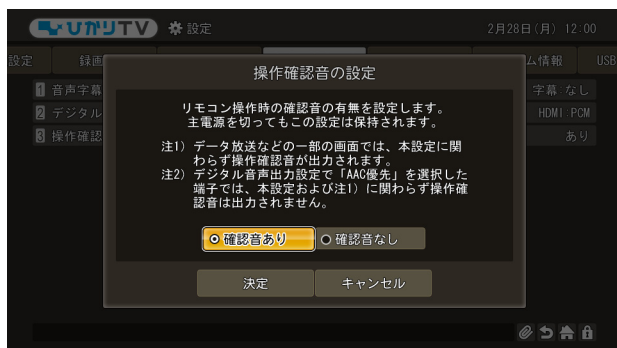 ひかりTV 設定 2月28日(月) 12:00
設定 録画 ム情報 USB
操作確認音の設定
1 音声字幕 字幕:なし
2 デジタル HDMI:PCM
3 操作確認 あり
リモコン操作時の確認音の有無を設定します。
主電源を切ってもこの設定は保持されます。
注1) データ放送などの一部の画面では、本設定に関
わらず操作確認音が出力されます。
注2) デジタル音声出力設定で「AAC優先」を選択した
端子では、本設定および注1) に関わらず操作確
認音は出力されません。
確認音あり 確認音なし
決定 キャンセル